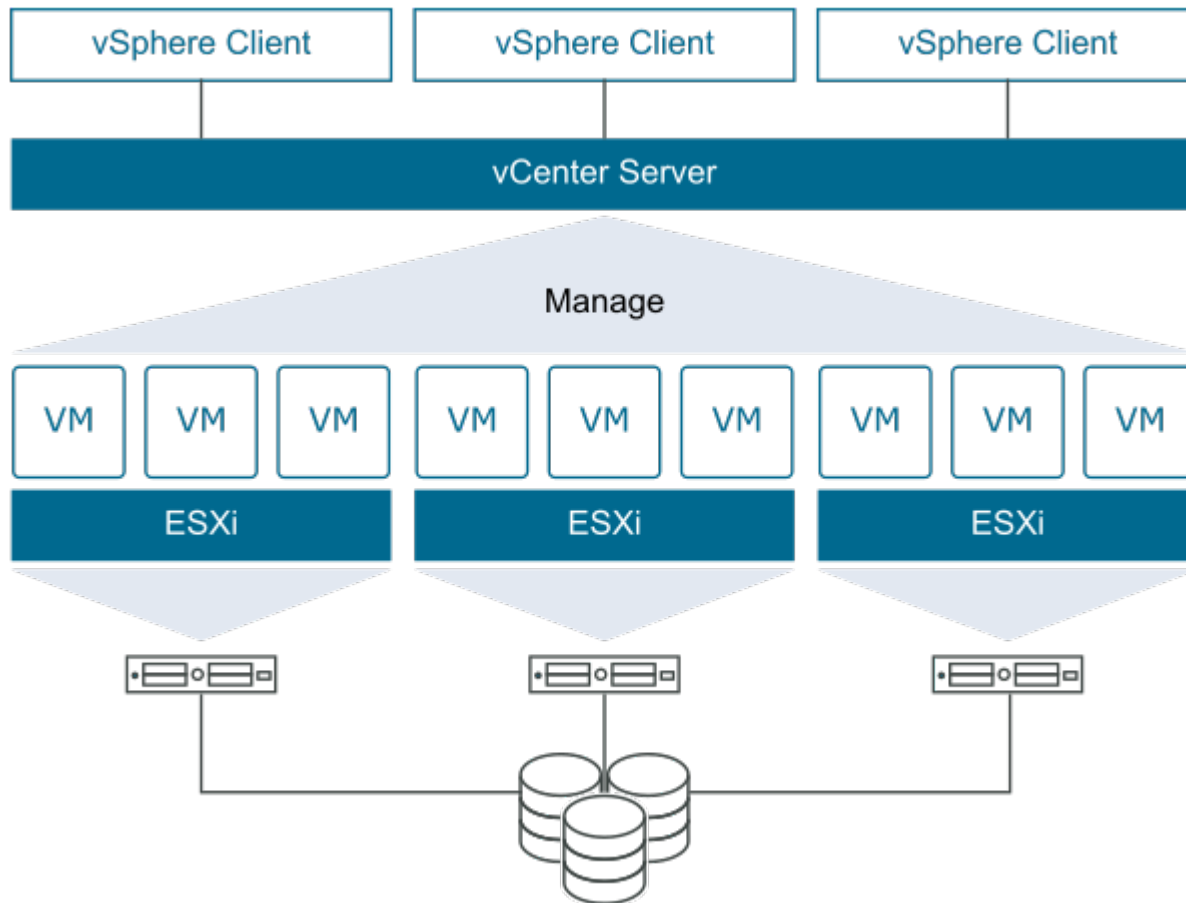 vSphere Client
vSphere Client
vSphere Client
vCenter Server
Manage
VM
VM
VM
VM
VM
VM
VM
VM
VM
ESXi
ESXi
ESXi